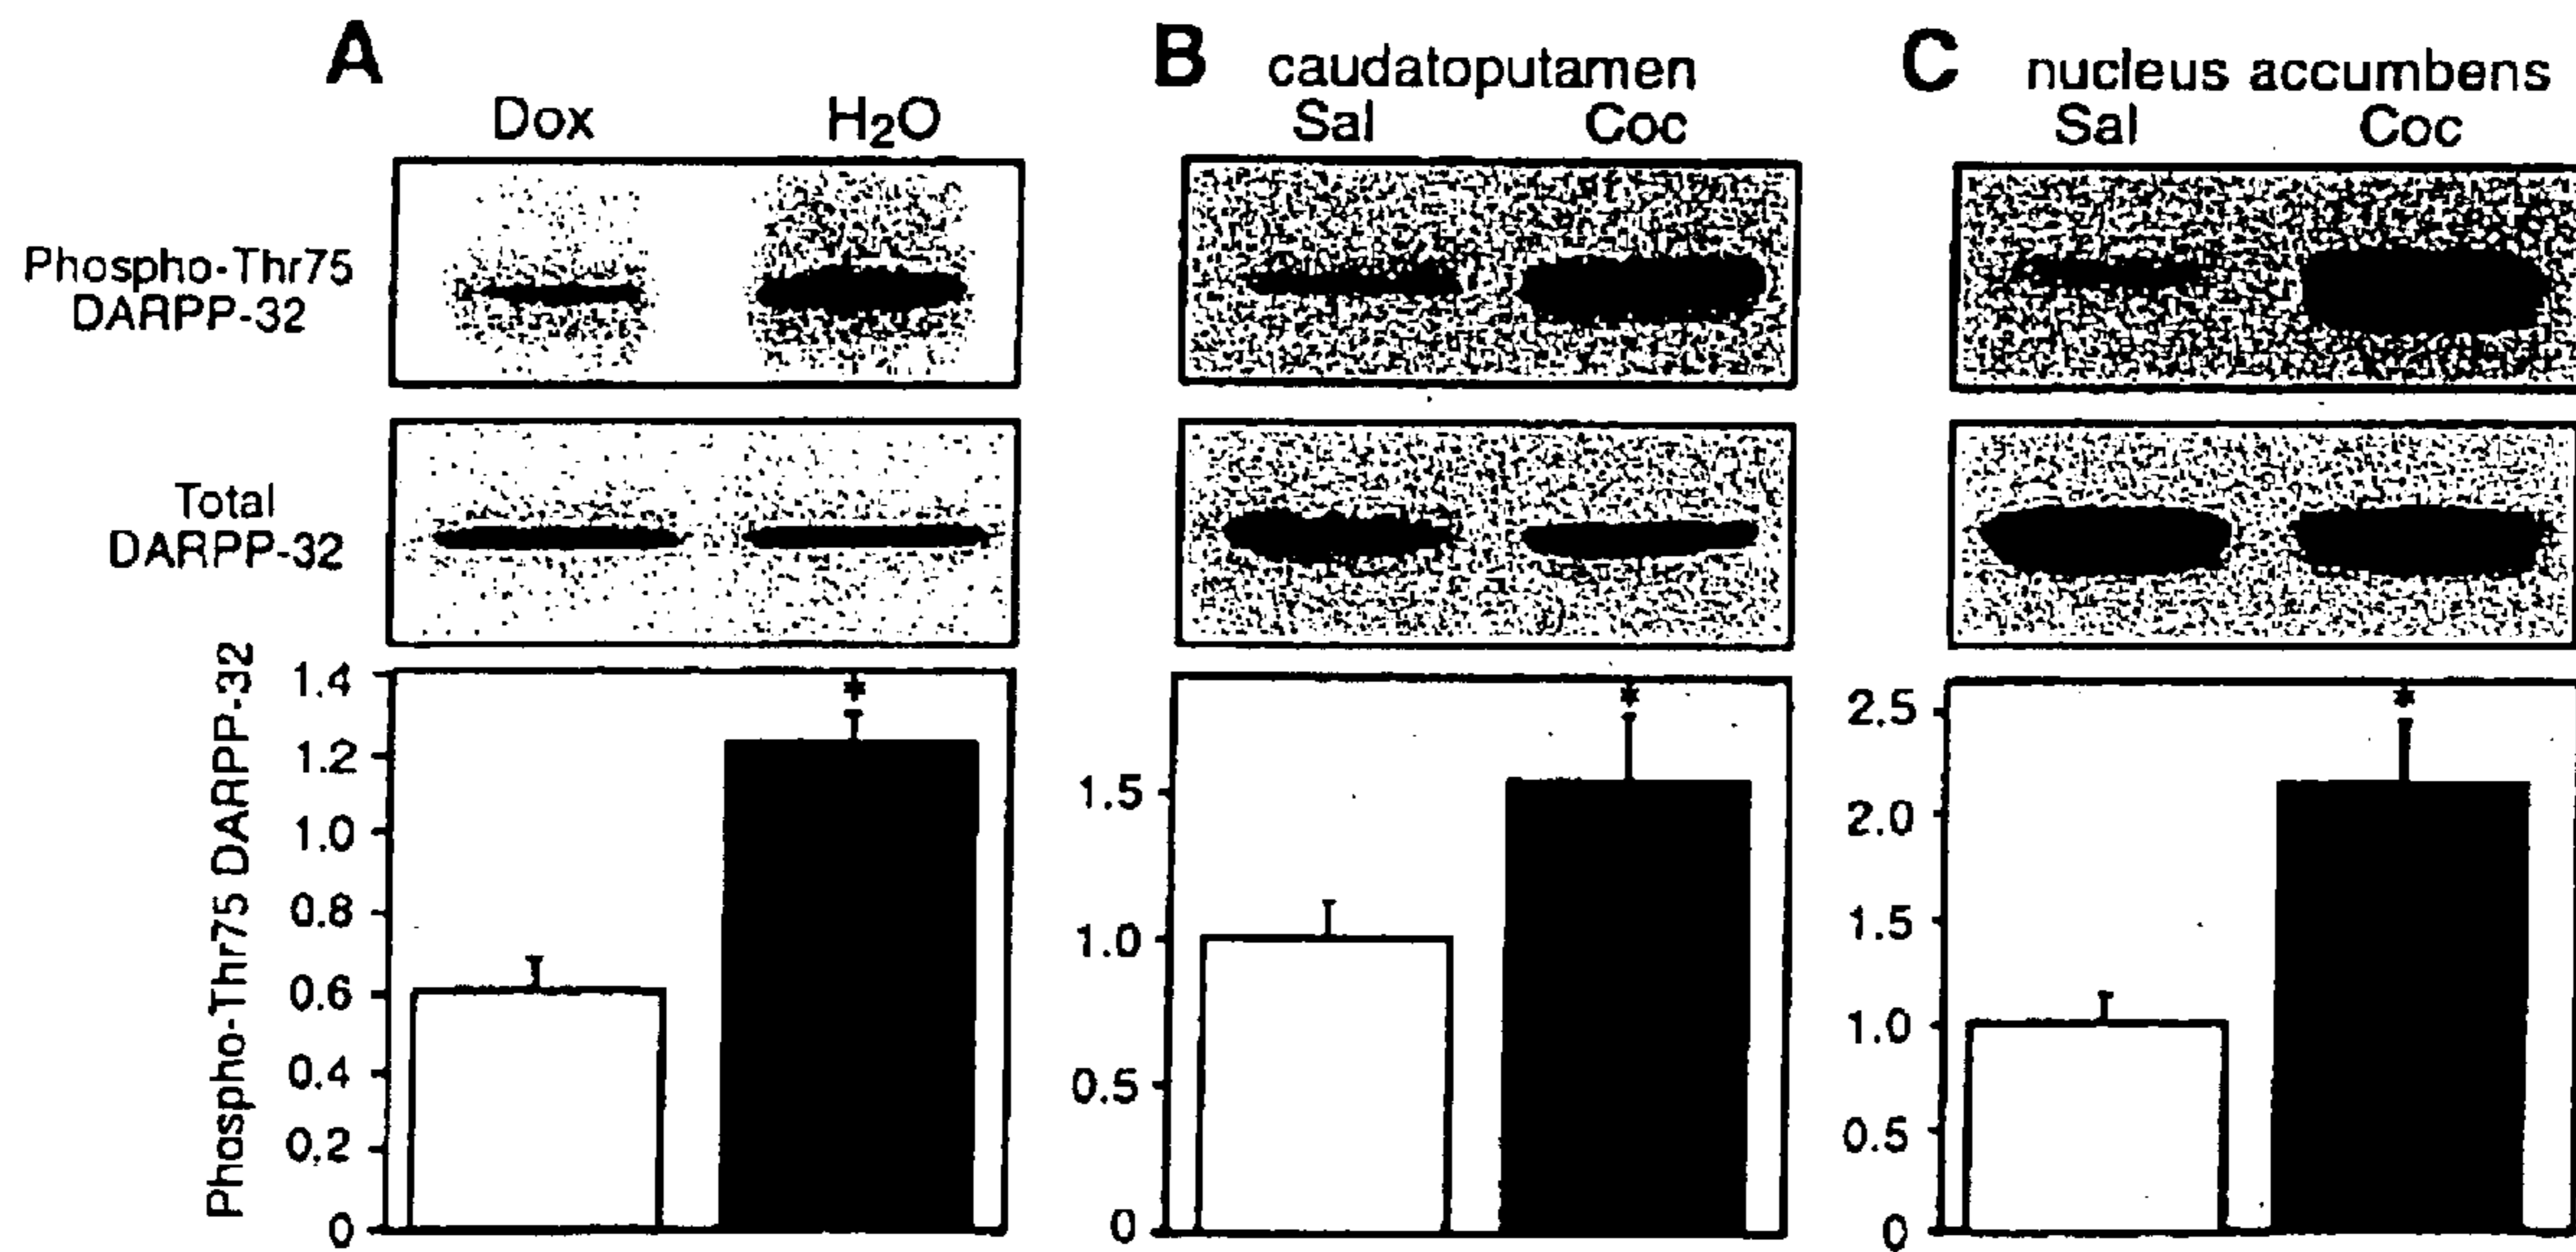 A
Dox
H2O
B
caudatoputamen
Sal
Coc
C
nucleus accumbens
Sal
Coc
Phospho-Thr75
DARPP-32
Total
DARPP-32
Phospho-Thr75 DARPP-32
1.4
1.2
1.0
0.8
0.6
0.4
0.2
0
*
1.5
1.0
0.5
0
*
2.5
2.0
1.5
1.0
0.5
0
*